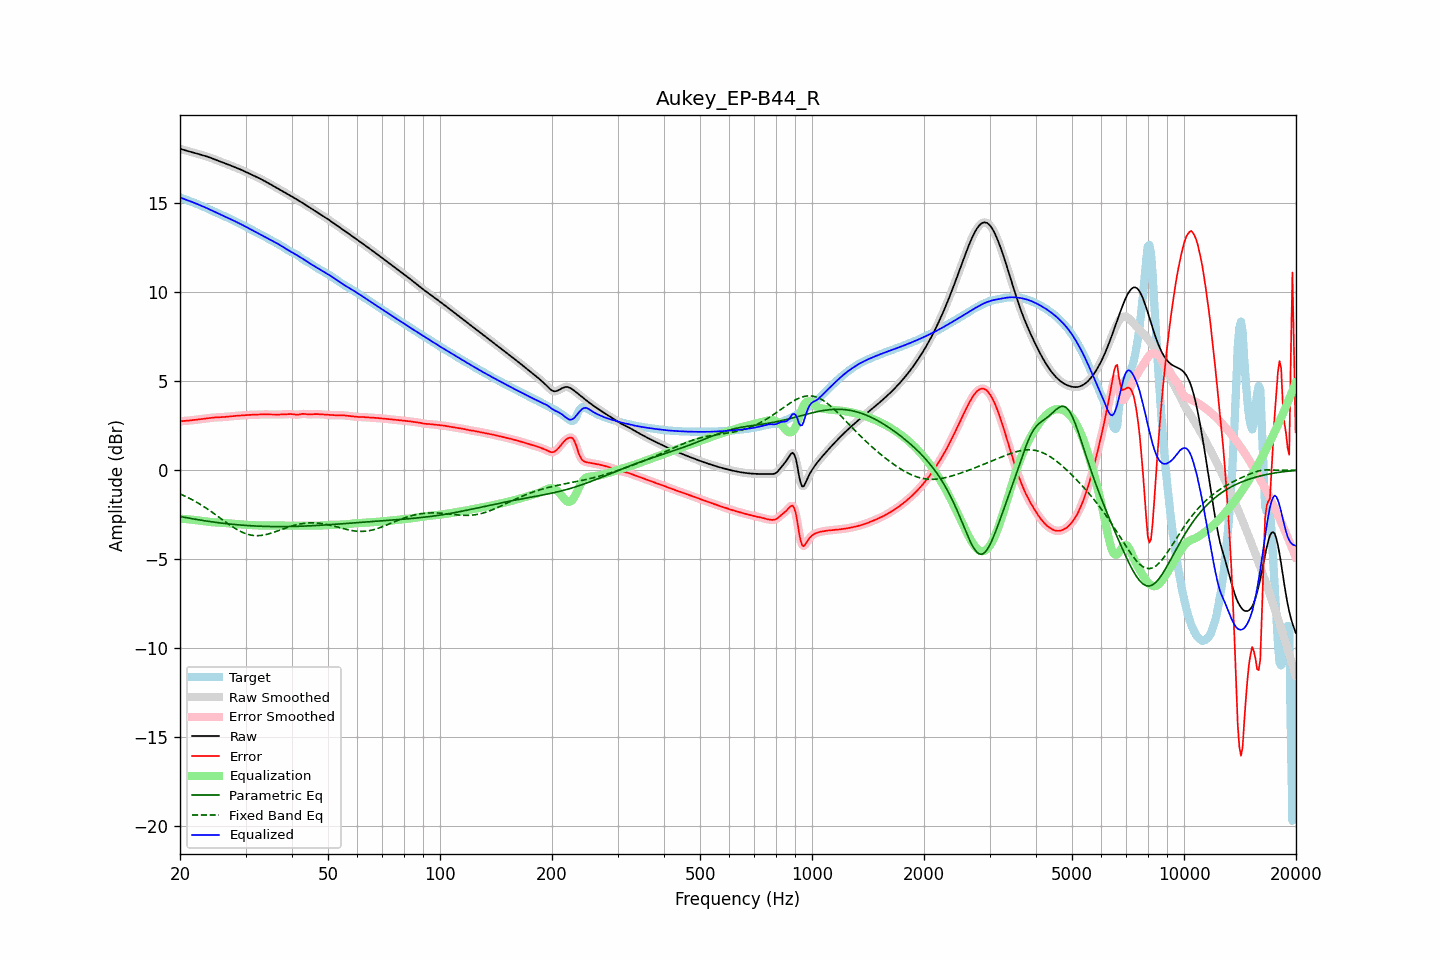 Aukey_EP-B44_R
Amplitude (dBr)
15
10
5
0
−5
−10
−15
−20
Target
Raw Smoothed
Error Smoothed
Raw
Error
Equalization
Parametric Eq
Fixed Band Eq
Equalized
20
50
100
200
500
1000
2000
5000
10000
20000
Frequency (Hz)